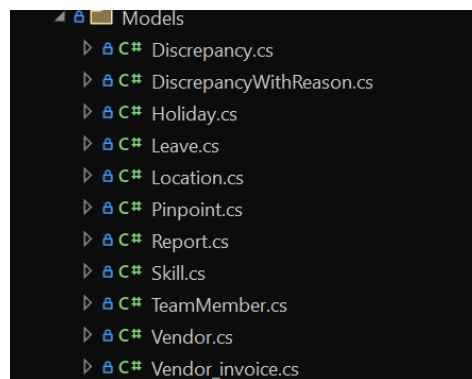 Models
C# Discrepancy.cs
C# DiscrepancyWithReason.cs
C# Holiday.cs
C# Leave.cs
C# Location.cs
C# Pinpoint.cs
C# Report.cs
C# Skill.cs
C# TeamMember.cs
C# Vendor.cs
C# Vendor_invoice.cs